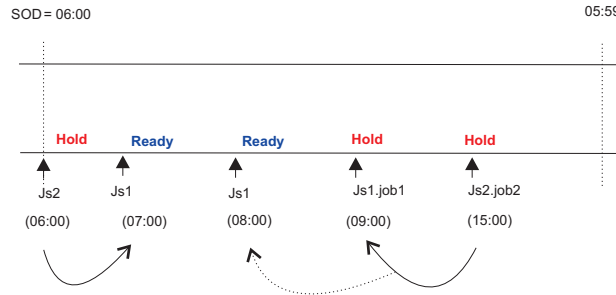 SOD = 06:00 05:59
Hold Ready Ready Hold Hold
Js2 Js1 Js1 Js1.job1 Js2.job2
(06:00) (07:00) (08:00) (09:00) (15:00)